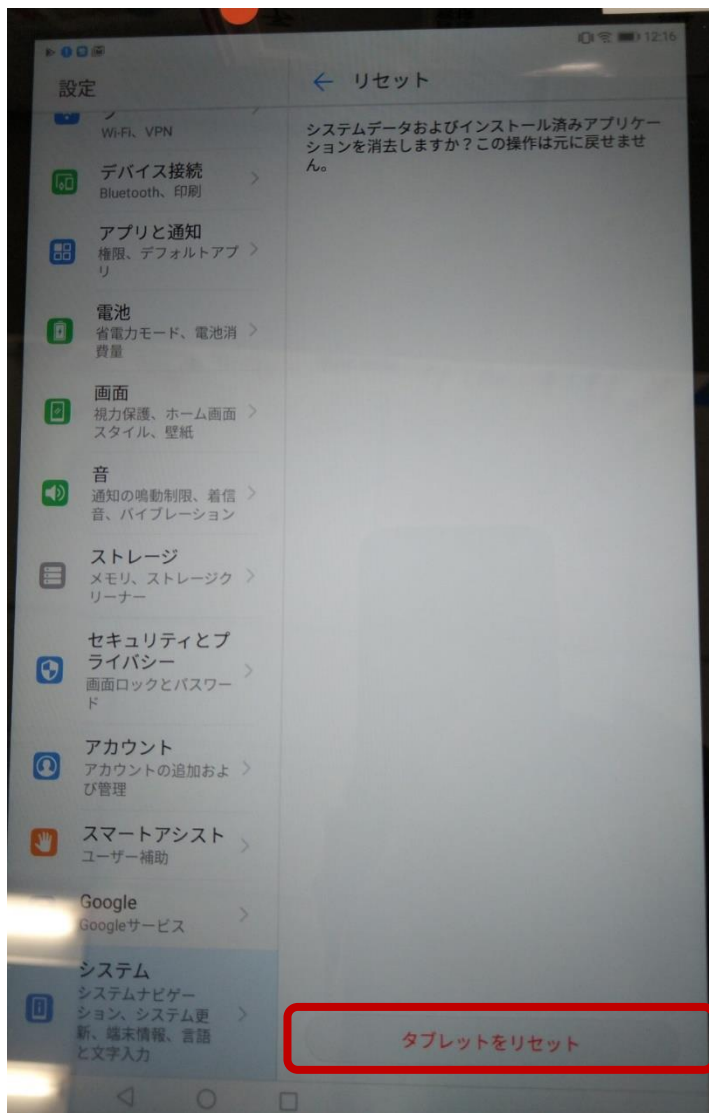 12:16
設定
Wi-Fi、VPN
デバイス接続
Bluetooth、印刷
アプリと通知
権限、デフォルトアプ
リ
電池
省電力モード、電池消
費量
画面
視力保護、ホーム画面
スタイル、壁紙
音
通知の鳴動制限、着信
音、バイブレーション
ストレージ
メモリ、ストレージク
リーナー
セキュリティとプ
ライバシー
画面ロックとパスワー
ド
アカウント
アカウントの追加およ
び管理
スマートアシスト
ユーザー補助
Google
Googleサービス
システム
システムナビゲー
ション、システム更
新、端末情報、言語
と文字入力
リセット
システムデータおよびインストール済みアプリケー
ションを消去しますか？この操作は元に戻せませ
ん。
タブレットをリセット